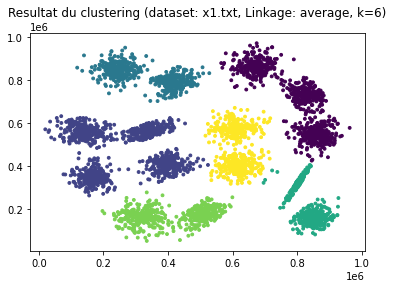 Resultat du clustering (dataset: x1.txt, Linkage: average, k=6)
1e6
1.0
0.8
0.6
0.4
0.2
0.0 0.2 0.4 0.6 0.8 1.0
1e6